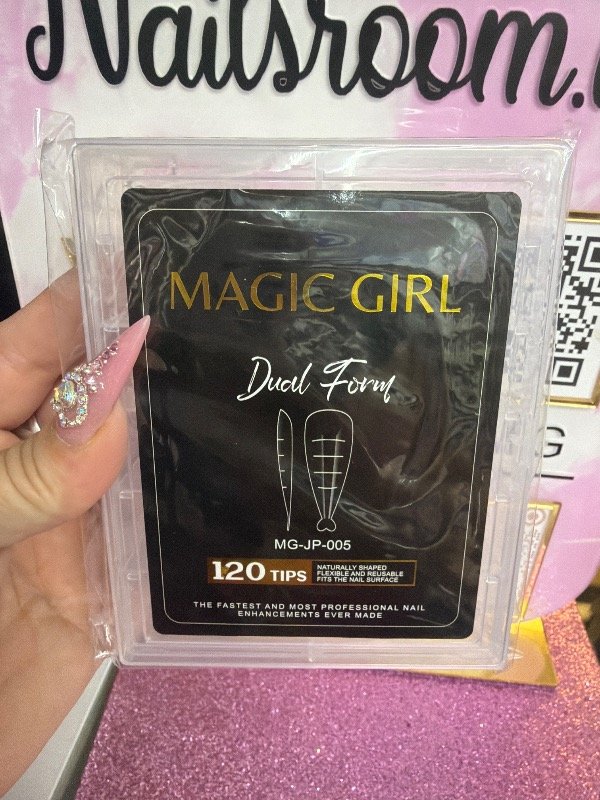 Nailsroom.
MAGIC GIRL
Dual Form
MG-JP-005
120 TIPS
NATURALLY SHAPED
FLEXIBLE AND REUSABLE
FITS THE NAIL SURFACE
THE FASTEST AND MOST PROFESSIONAL NAIL
ENHANCEMENTS EVER MADE
G